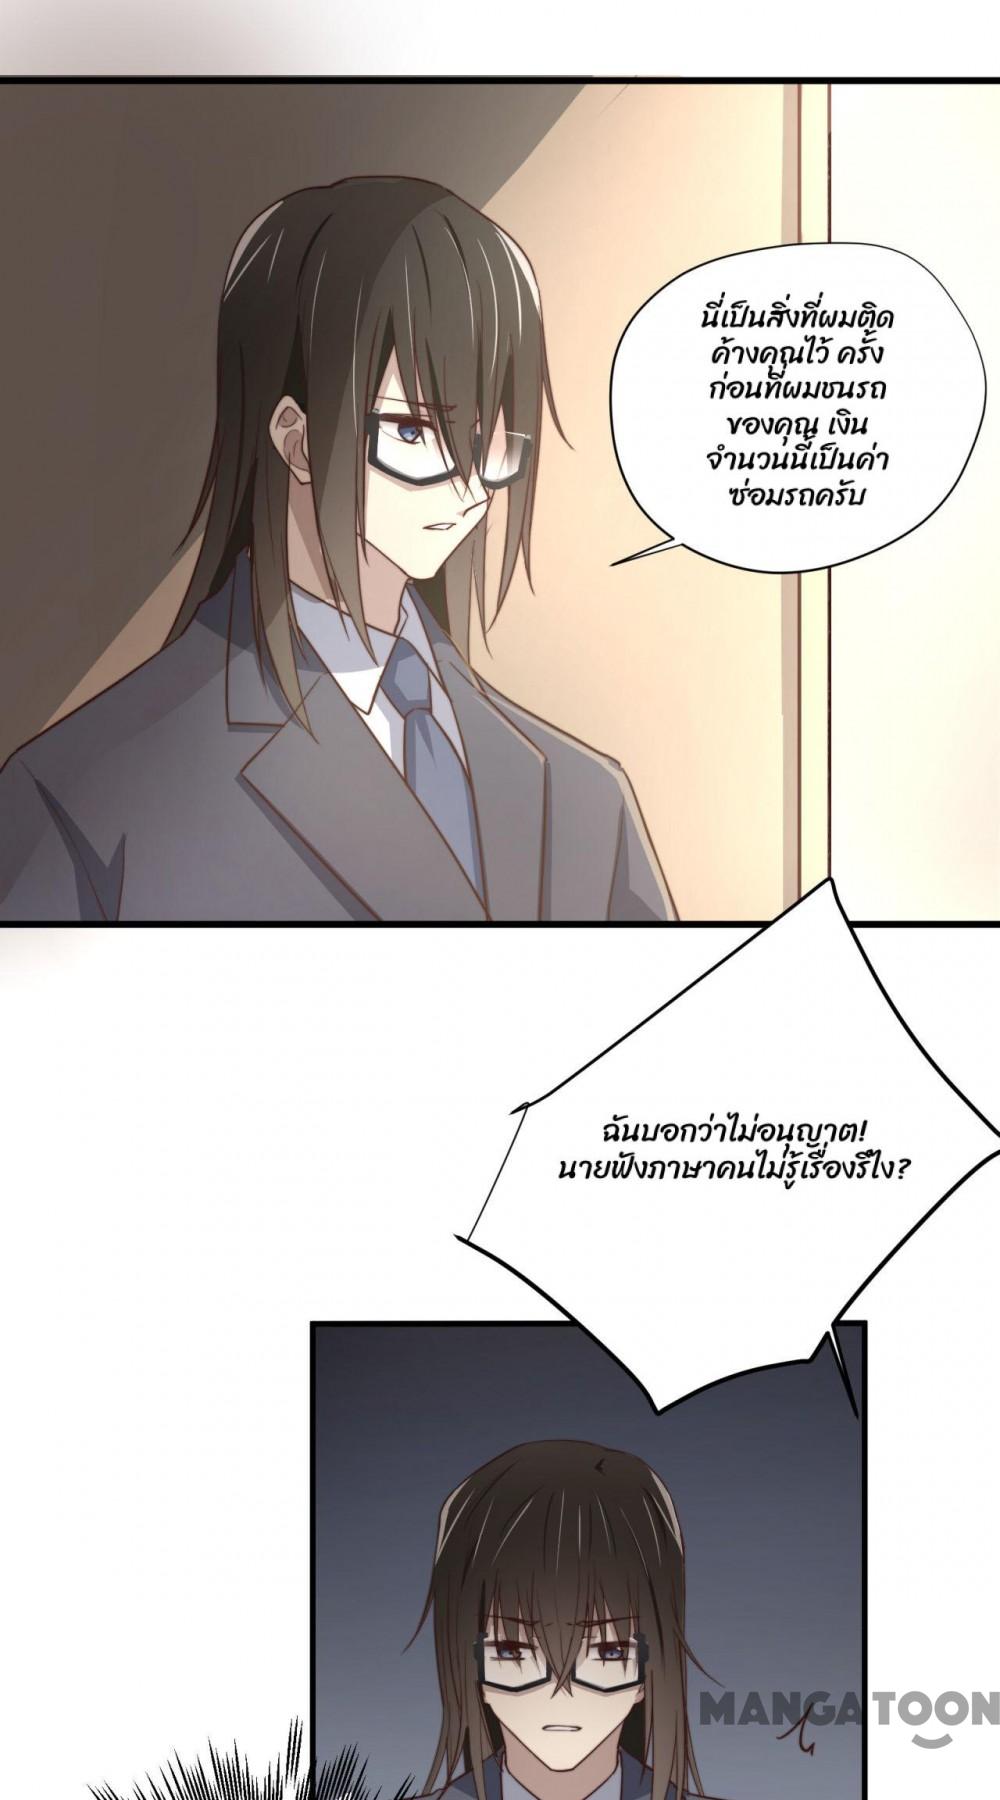 นี่เป็นสิ่งที่ผมติด
ค้างคุณไว้ ครั้ง
ก่อนที่ผมชนรถ
ของคุณ เงิน
จำนวนนี้เป็นค่า
ซ่อมรถครับ
ฉันบอกว่าไม่อนุญาต!
นายฟังภาษาคนไม่รู้เรื่องรึไง?
MANGATOON